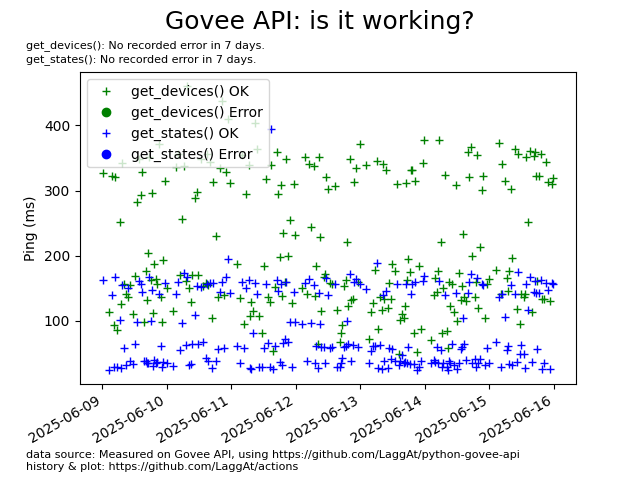 Govee API: is it working?
get_devices(): No recorded error in 7 days.
get_states(): No recorded error in 7 days.
get_devices() OK
get_devices() Error
get_states() OK
get_states() Error
400
300
200
100
Ping (ms)
2025-06-09
2025-06-10
2025-06-11
2025-06-12
2025-06-13
2025-06-14
2025-06-15
2025-06-16
data source: Measured on Govee API, using https://github.com/LaggAt/python-govee-api
history & plot: https://github.com/LaggAt/actions